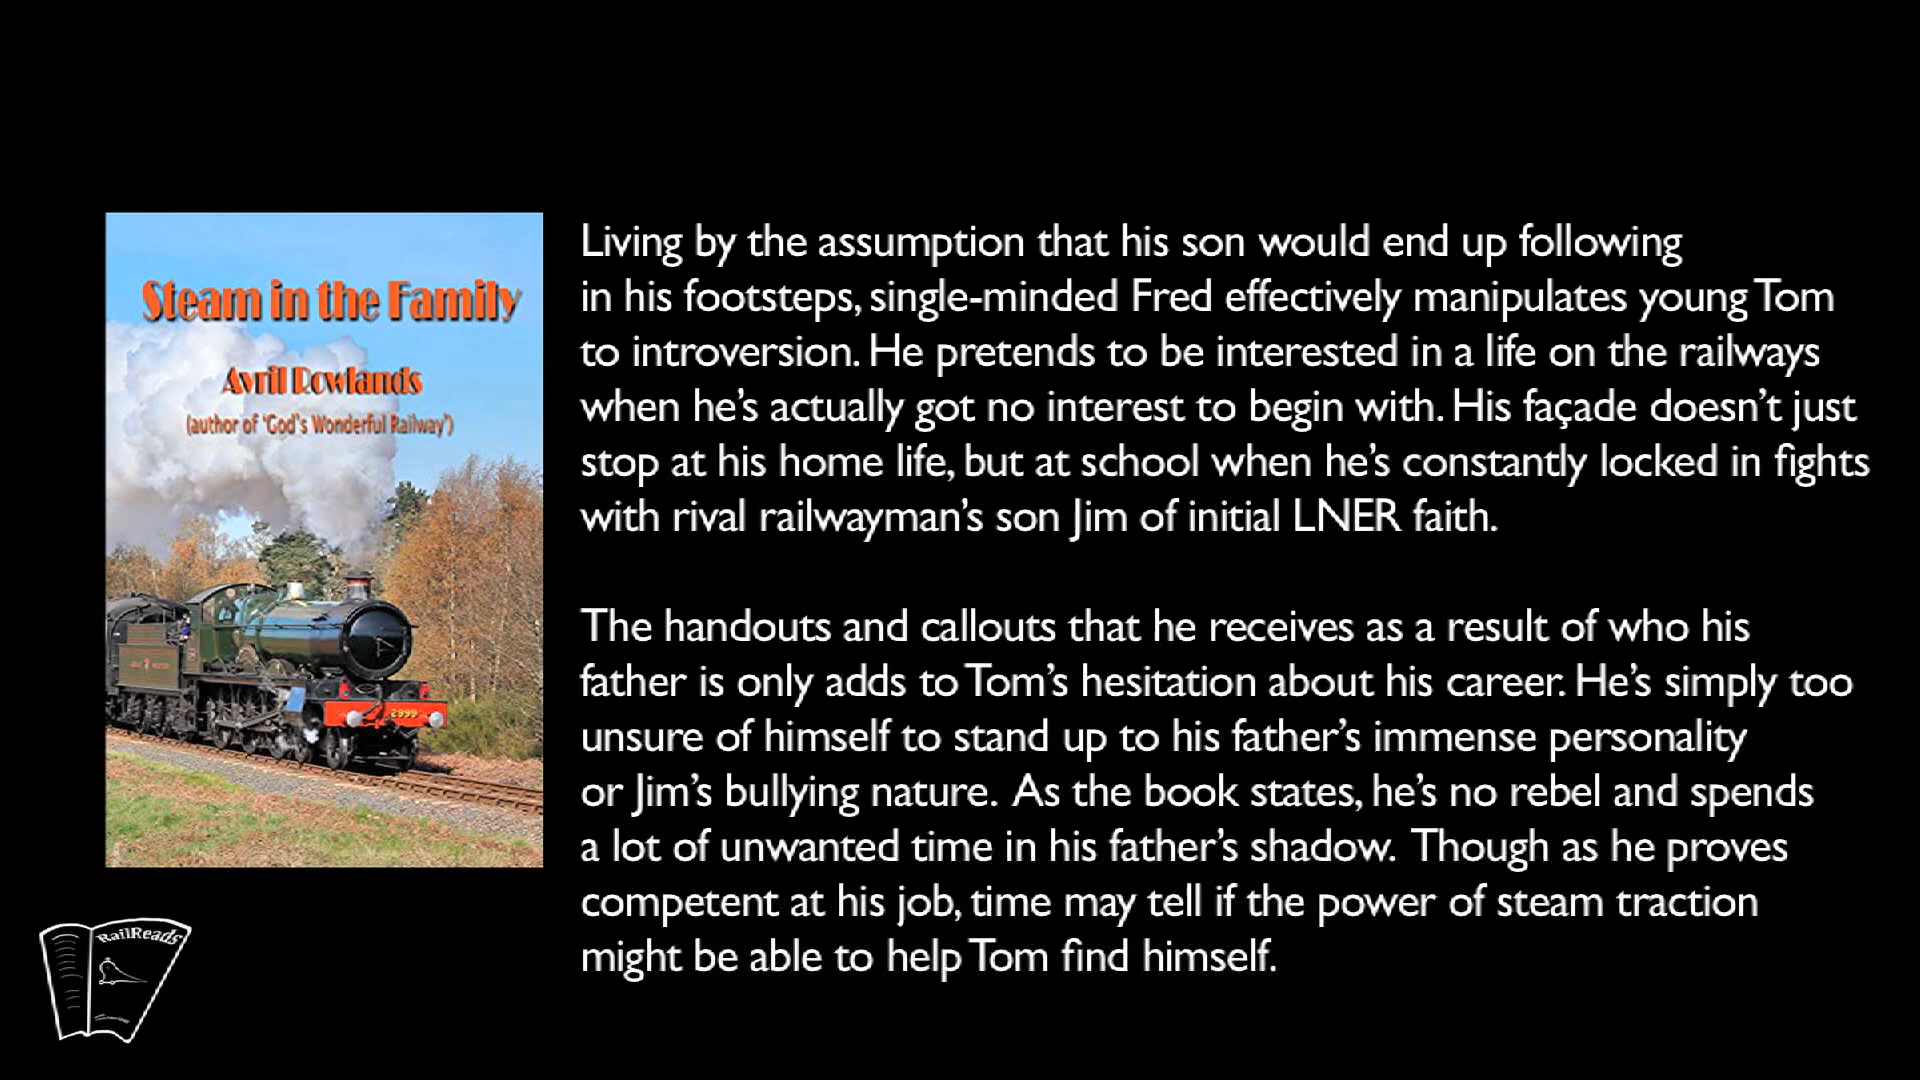 Steam in the Family
Avril Rowlands
(author of 'God's Wonderful Railway')
2999
Living by the assumption that his son would end up following
in his footsteps, single-minded Fred effectively manipulates young Tom
to introversion. He pretends to be interested in a life on the railways
when he's actually got no interest to begin with. His façade doesn't just
stop at his home life, but at school when he's constantly locked in fights
with rival railwayman's son Jim of initial LNER faith.
The handouts and callouts that he receives as a result of who his
father is only adds to Tom's hesitation about his career. He's simply too
unsure of himself to stand up to his father's immense personality
or Jim's bullying nature. As the book states, he's no rebel and spends
a lot of unwanted time in his father's shadow. Though as he proves
competent at his job, time may tell if the power of steam traction
might be able to help Tom find himself.
RailReads